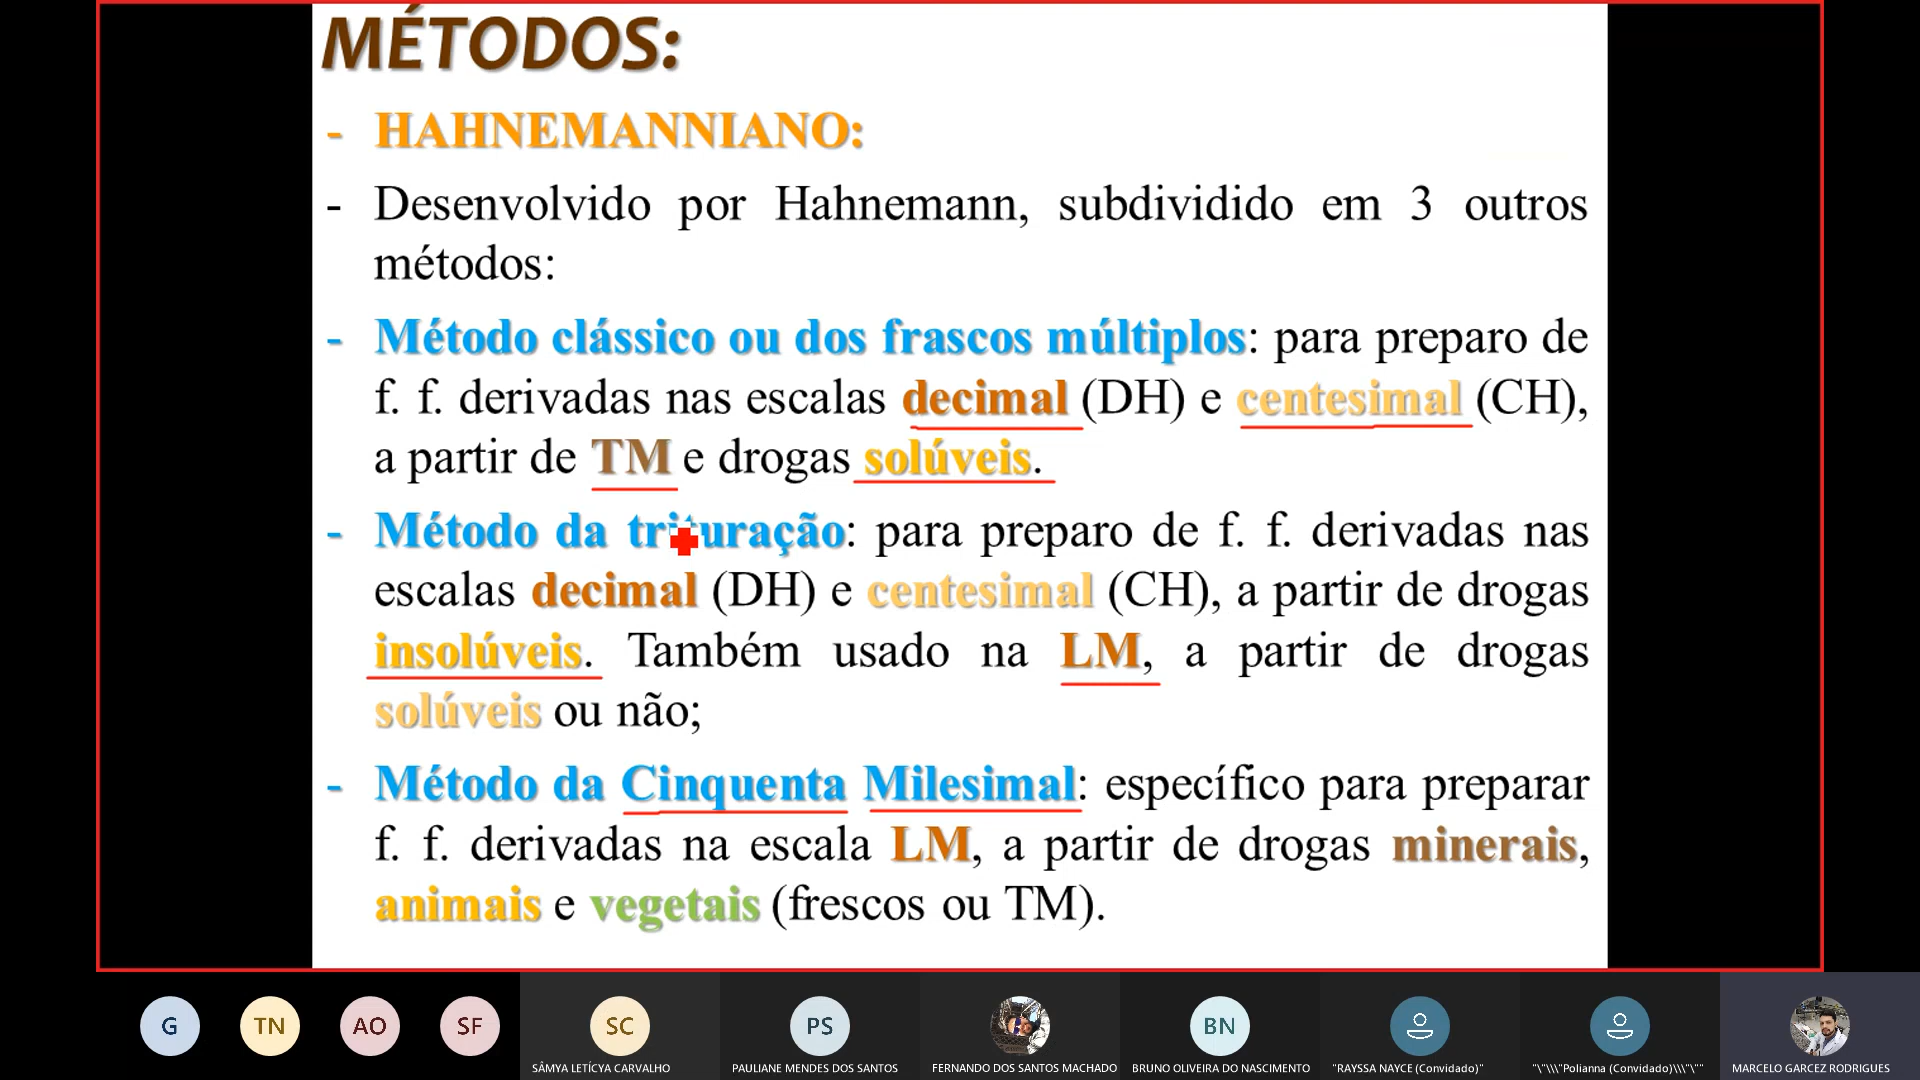 MÉTODOS:
- HAHNEMANNIANO:
- Desenvolvido por Hahnemann, subdividido em 3 outros
métodos:
- Método clássico ou dos frascos múltiplos: para preparo de
f. f. derivadas nas escalas decimal (DH) e centesimal (CH),
a partir de TM e drogas solúveis.
- Método da trituração: para preparo de f. f. derivadas nas
escalas decimal (DH) e centesimal (CH), a partir de drogas
insolúveis. Também usado na LM, a partir de drogas
solúveis ou não;
- Método da Cinquenta Milesimal: específico para preparar
f. f. derivadas na escala LM, a partir de drogas minerais,
animais e vegetais (frescos ou TM).
G TN AO SF SC PS BN
SÂMYA LETÍCYA CARVALHO PAULIANE MENDES DOS SANTOS FERNANDO DOS SANTOS MACHADO BRUNO OLIVEIRA DO NASCIMENTO "RAYSSA NAYCE (Convidado)" "\"\\\"Polianna (Convidado)\\\"\"" MARCELO GARCEZ RODRIGUES